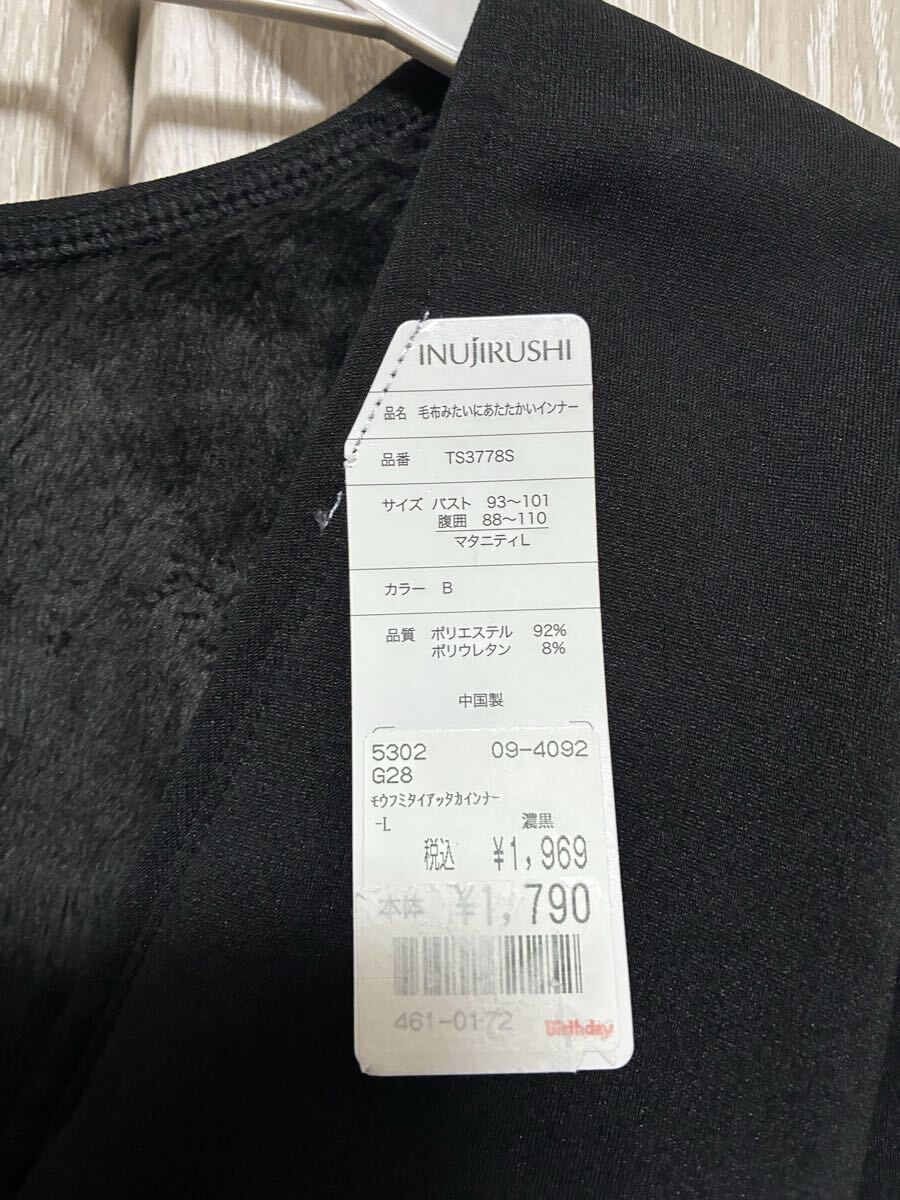 INUjIRUSHI
品名 毛布みたいにあたたかいインナー
品番 TS3778S
サイズ バスト 93〜101
腹囲 88〜110
マタニティL
カラー B
品質 ポリエステル 92%
ポリウレタン 8%
中国製
5302 09-4092
G28
ﾓｳﾌﾐﾀｲｱｯﾀｶｲﾝﾅｰ
-L 濃黒
税込 ¥1,969
本体 ¥1,790
461-0172 Birthday